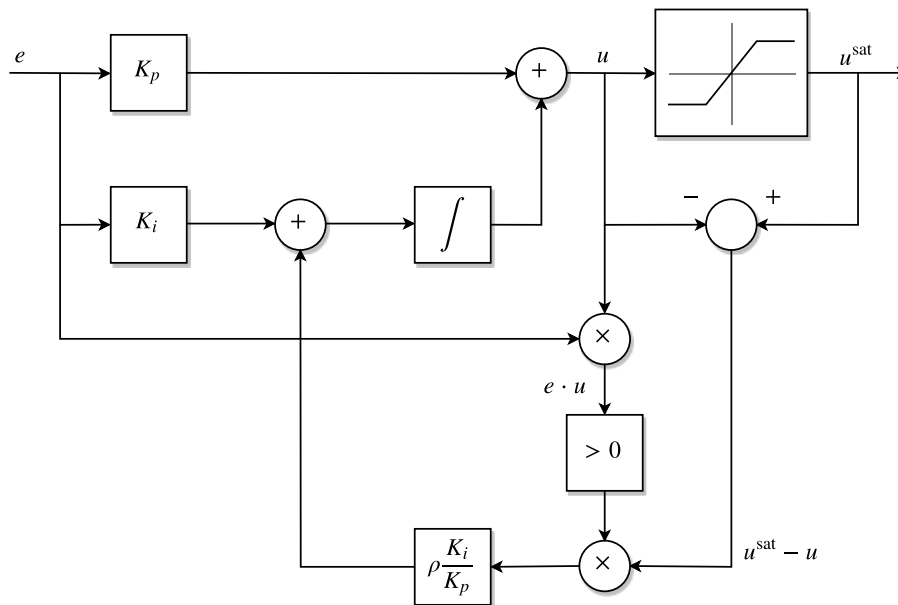 e
K_p
+
u
u^sat
K_i
+
∫
−
+
×
e · u
> 0
ρ K_i/K_p
×
u^sat − u